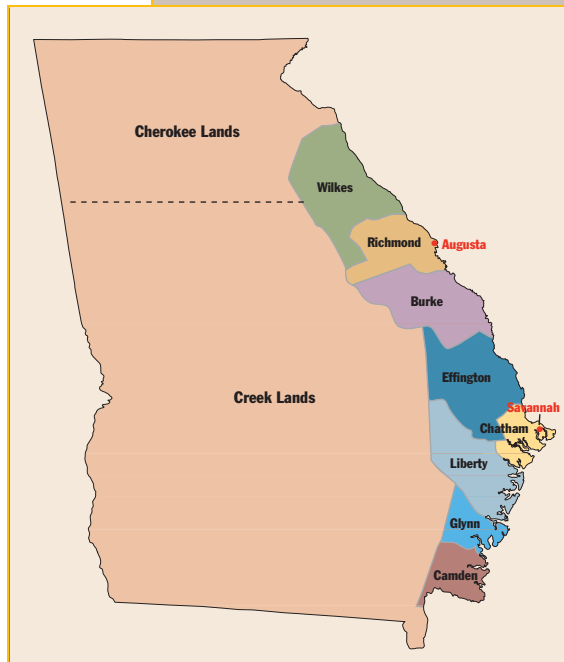 Cherokee Lands
Wilkes
Richmond
Augusta
Burke
Effington
Creek Lands
Savannah
Chatham
Liberty
Glynn
Camden